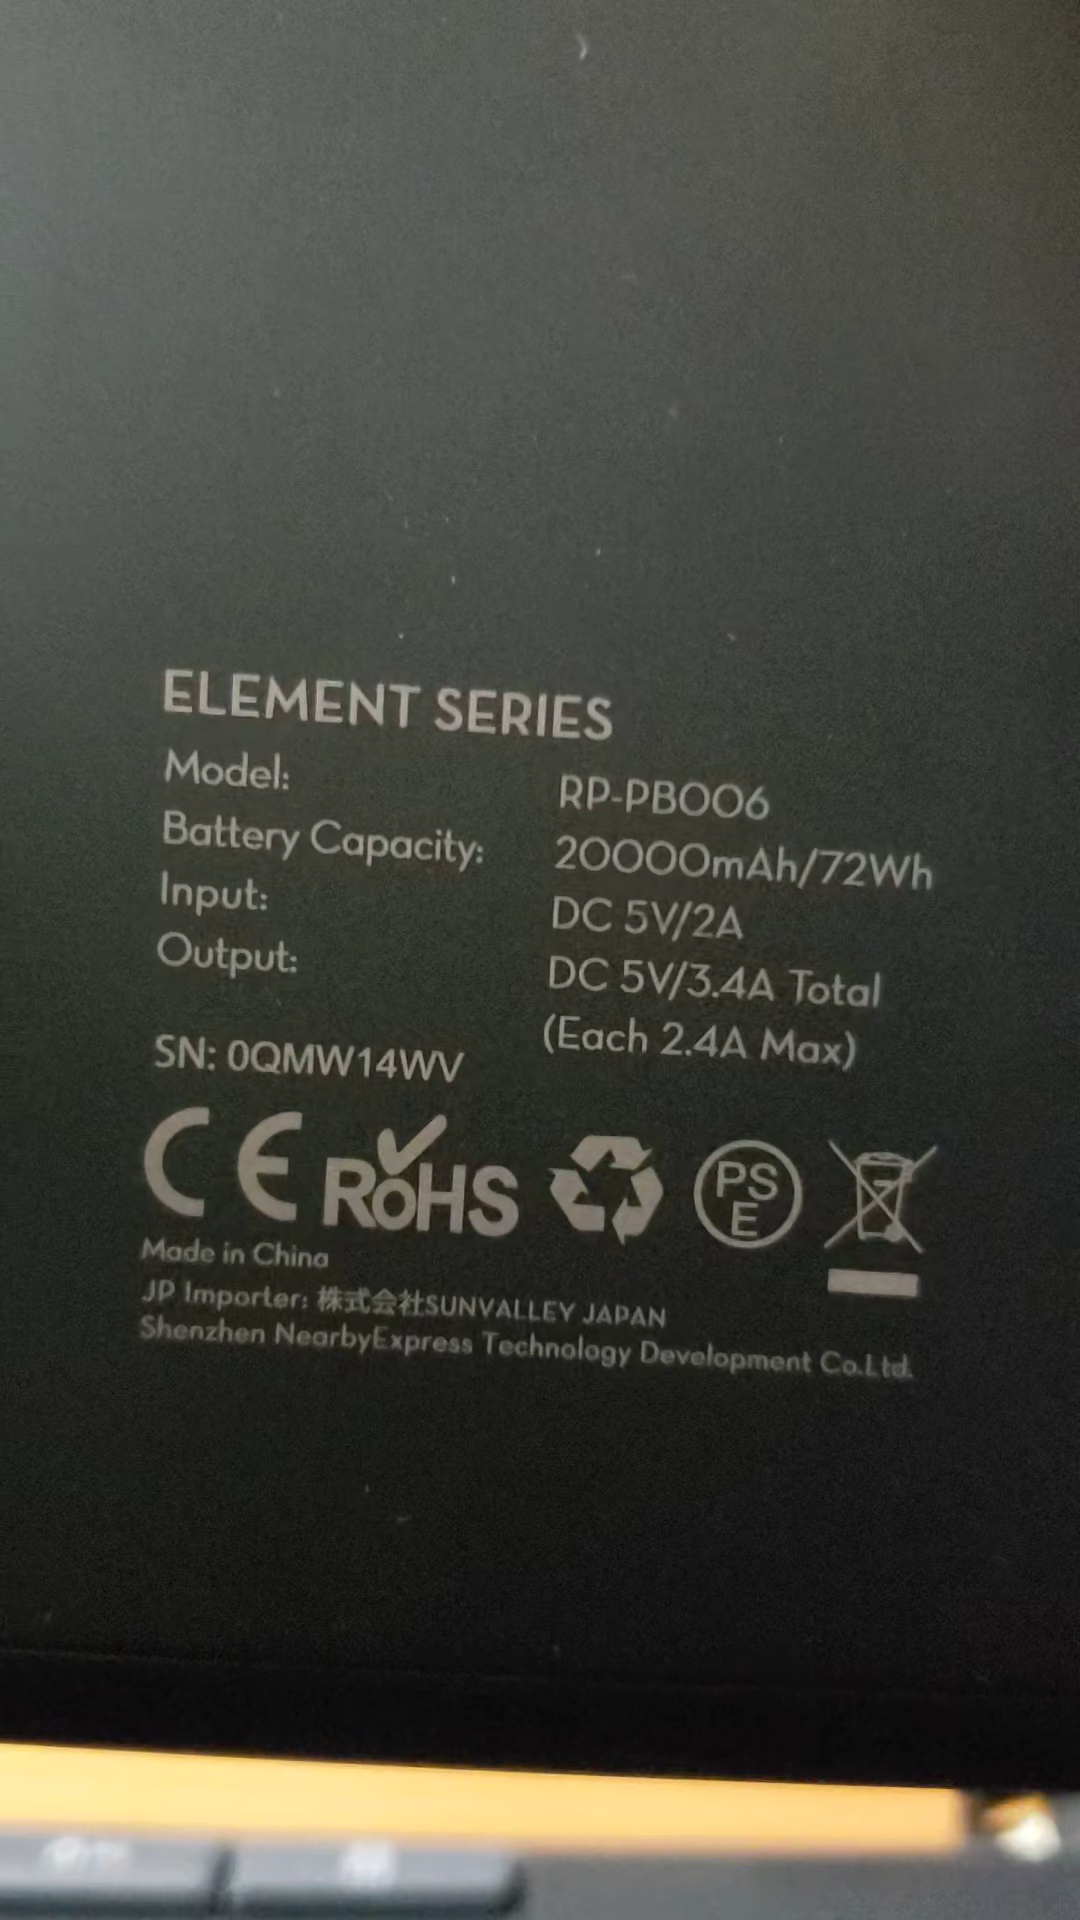 ELEMENT SERIES
Model: RP-PB006
Battery Capacity: 20000mAh/72Wh
Input: DC 5V/2A
Output: DC 5V/3.4A Total
(Each 2.4A Max)
SN: 0QMW14WV
CE RoHS PSE
Made in China
JP Importer: 株式会社SUNVALLEY JAPAN
Shenzhen NearbyExpress Technology Development Co.Ltd.